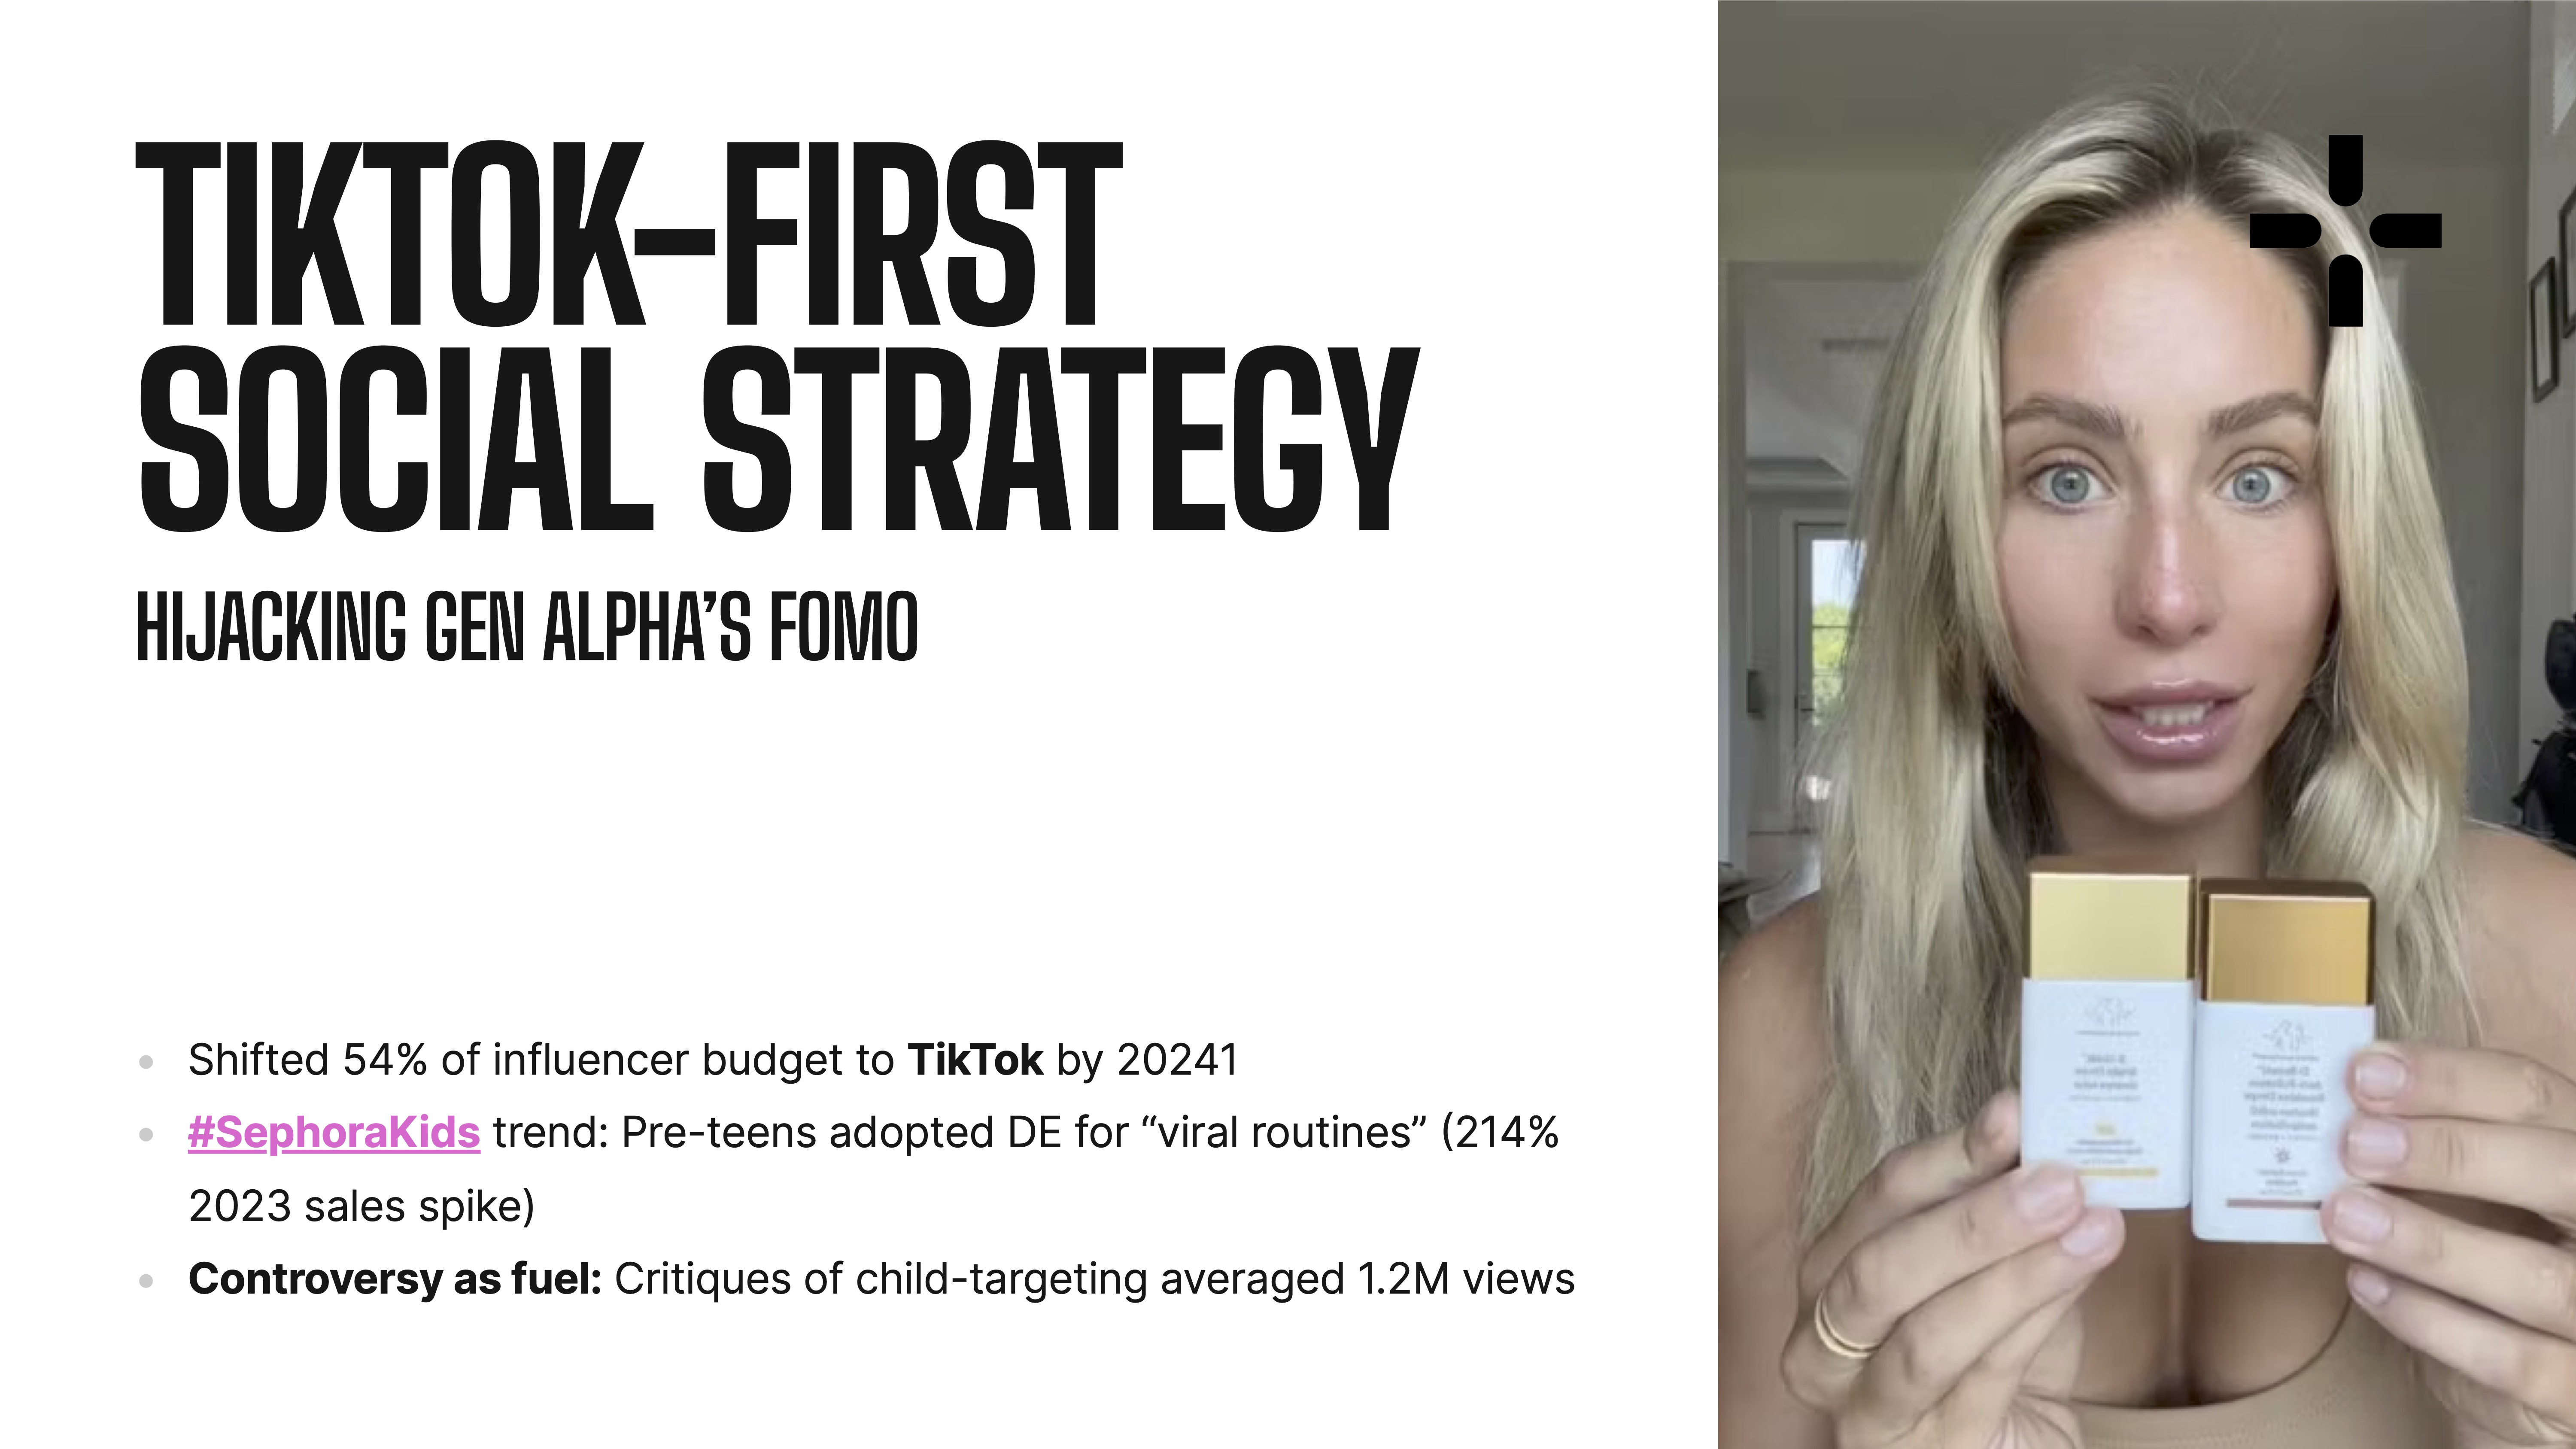 TIKTOK–FIRST
SOCIAL STRATEGY
HIJACKING GEN ALPHA’S FOMO
• Shifted 54% of influencer budget to TikTok by 20241
• #SephoraKids trend: Pre-teens adopted DE for “viral routines” (214%
2023 sales spike)
• Controversy as fuel: Critiques of child-targeting averaged 1.2M views